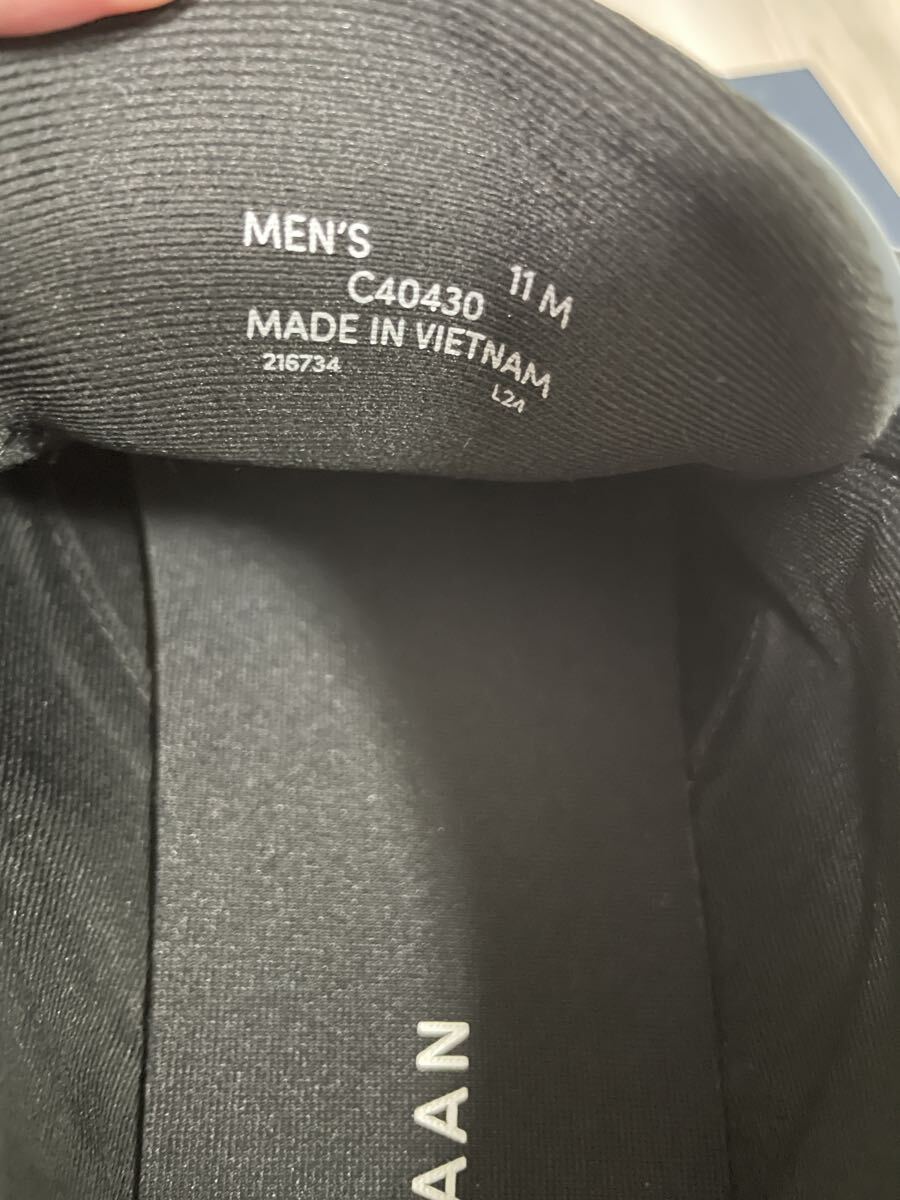 MEN'S
C40430 11 M
MADE IN VIETNAM
216734 L24
AAN